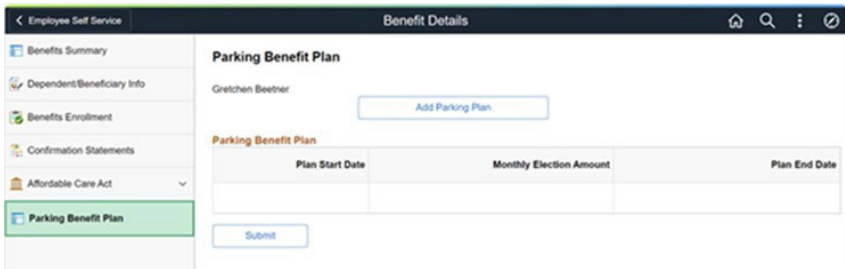 Employee Self Service
Benefit Details
Benefits Summary
Dependent/Beneficiary Info
Benefits Enrollment
Confirmation Statements
Affordable Care Act
Parking Benefit Plan
Parking Benefit Plan
Gretchen Beetner
Add Parking Plan
Parking Benefit Plan
Plan Start Date Monthly Election Amount Plan End Date
Submit